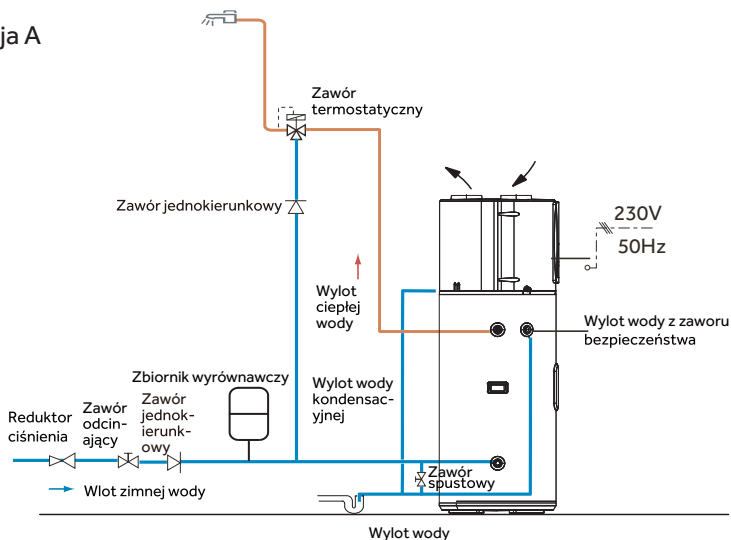 ja A
Zawór
termostatyczny
Zawór jednokierunkowy
230V
50Hz
Wylot
ciepłej
wody
Wylot wody z zaworu
bezpieczeństwa
Zbiornik wyrównawczy
Wylot wody
kondensac-
yjnej
Reduktor
ciśnienia
Zawór
odcin-
ający
Zawór
jednok-
ierunk-
owy
Zawór
spustowy
Wlot zimnej wody
Wylot wody